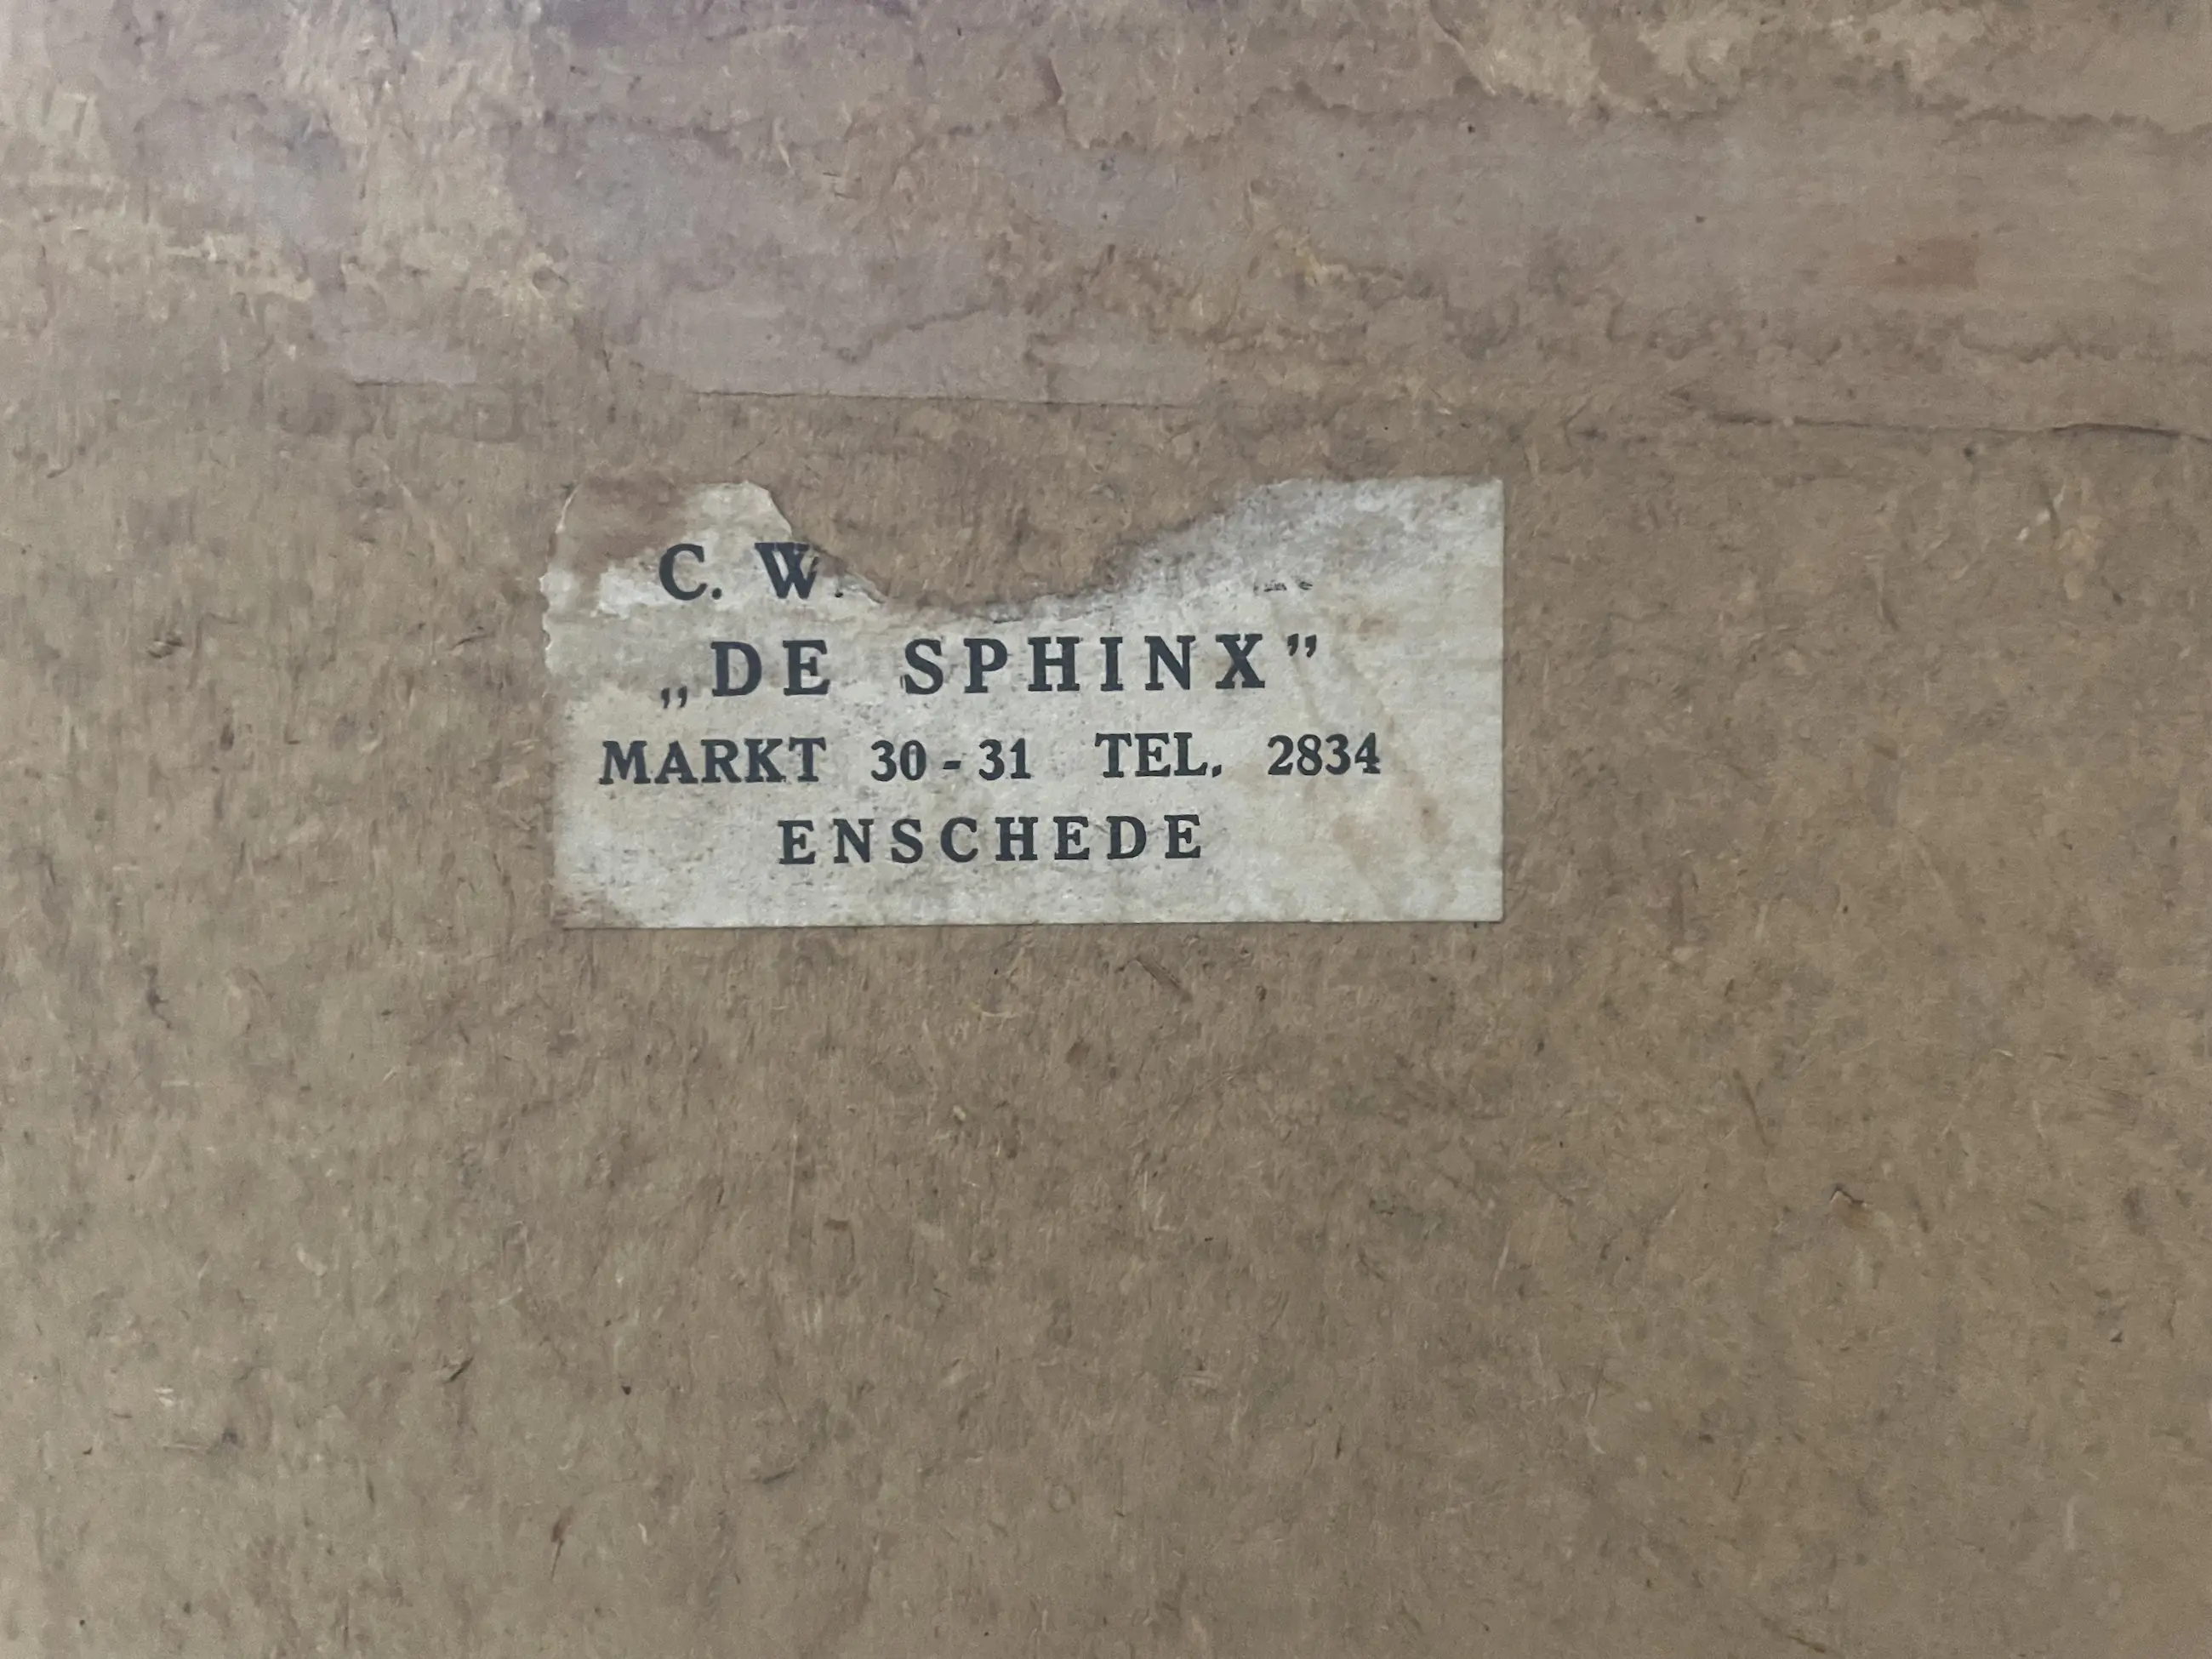 C. W.
„DE SPHINX”
MARKT 30-31 TEL. 2834
ENSCHEDE